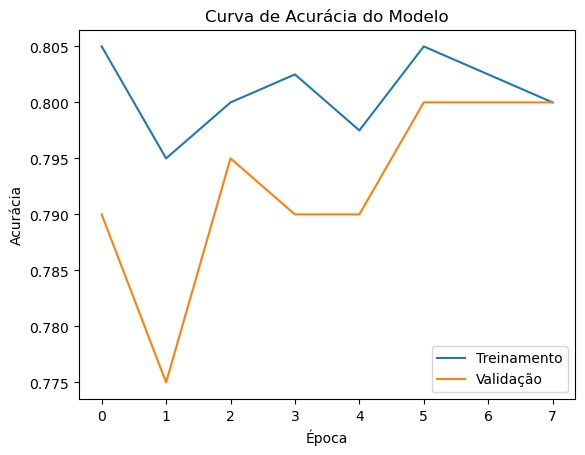 Curva de Acurácia do Modelo
0.805
0.800
0.795
0.790
0.785
0.780
0.775
Acurácia
0 1 2 3 4 5 6 7
Época
Treinamento
Validação